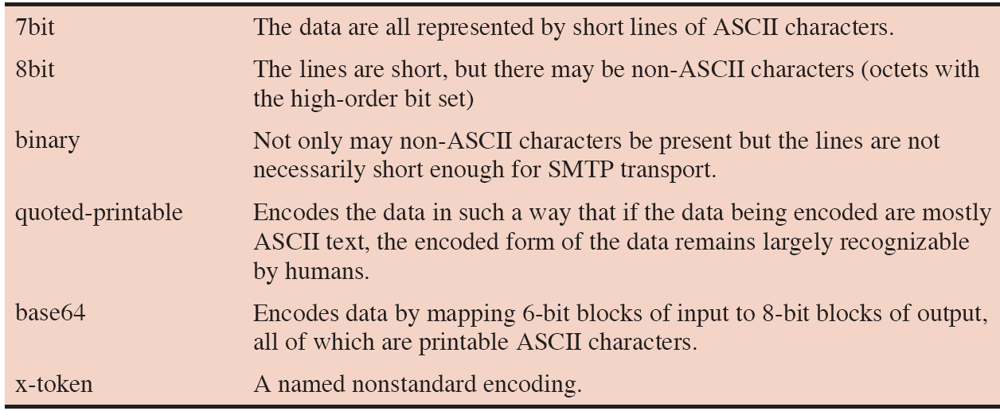 7bit The data are all represented by short lines of ASCII characters.
8bit The lines are short, but there may be non-ASCII characters (octets with
the high-order bit set)
binary Not only may non-ASCII characters be present but the lines are not
necessarily short enough for SMTP transport.
quoted-printable Encodes the data in such a way that if the data being encoded are mostly
ASCII text, the encoded form of the data remains largely recognizable
by humans.
base64 Encodes data by mapping 6-bit blocks of input to 8-bit blocks of output,
all of which are printable ASCII characters.
x-token A named nonstandard encoding.